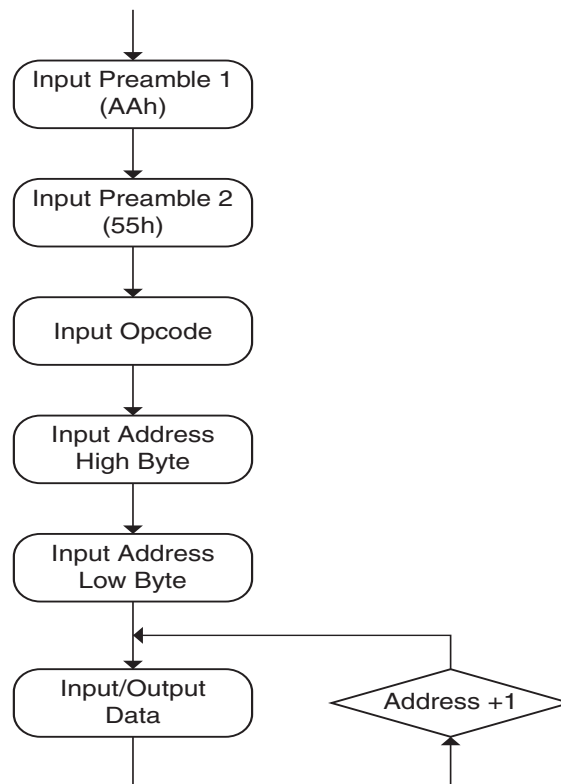 Input Preamble 1
(AAh)
Input Preamble 2
(55h)
Input Opcode
Input Address
High Byte
Input Address
Low Byte
Input/Output
Data
Address +1